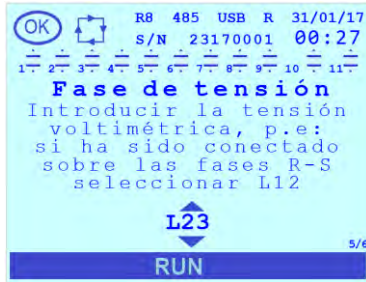 OK R8 485 USB R 31/01/17
S/N 23170001 00:27
1 2 3 4 5 6 7 8 9 10 11
Fase de tensión
Introducir la tensión
voltimétrica, p.e:
si ha sido conectado
sobre las fases R-S
seleccionar L12
L23
5/6
RUN